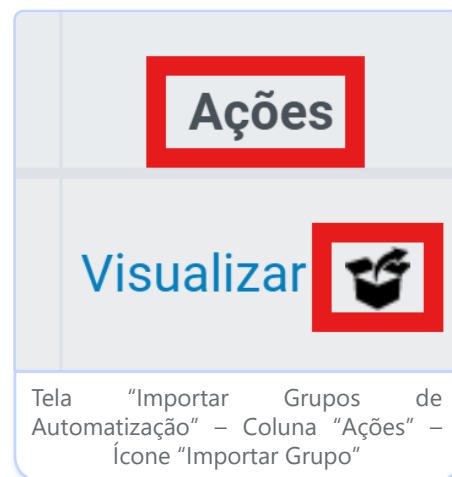 Ações
Visualizar
Tela “Importar Grupos de
Automatização” – Coluna “Ações” –
Ícone “Importar Grupo”